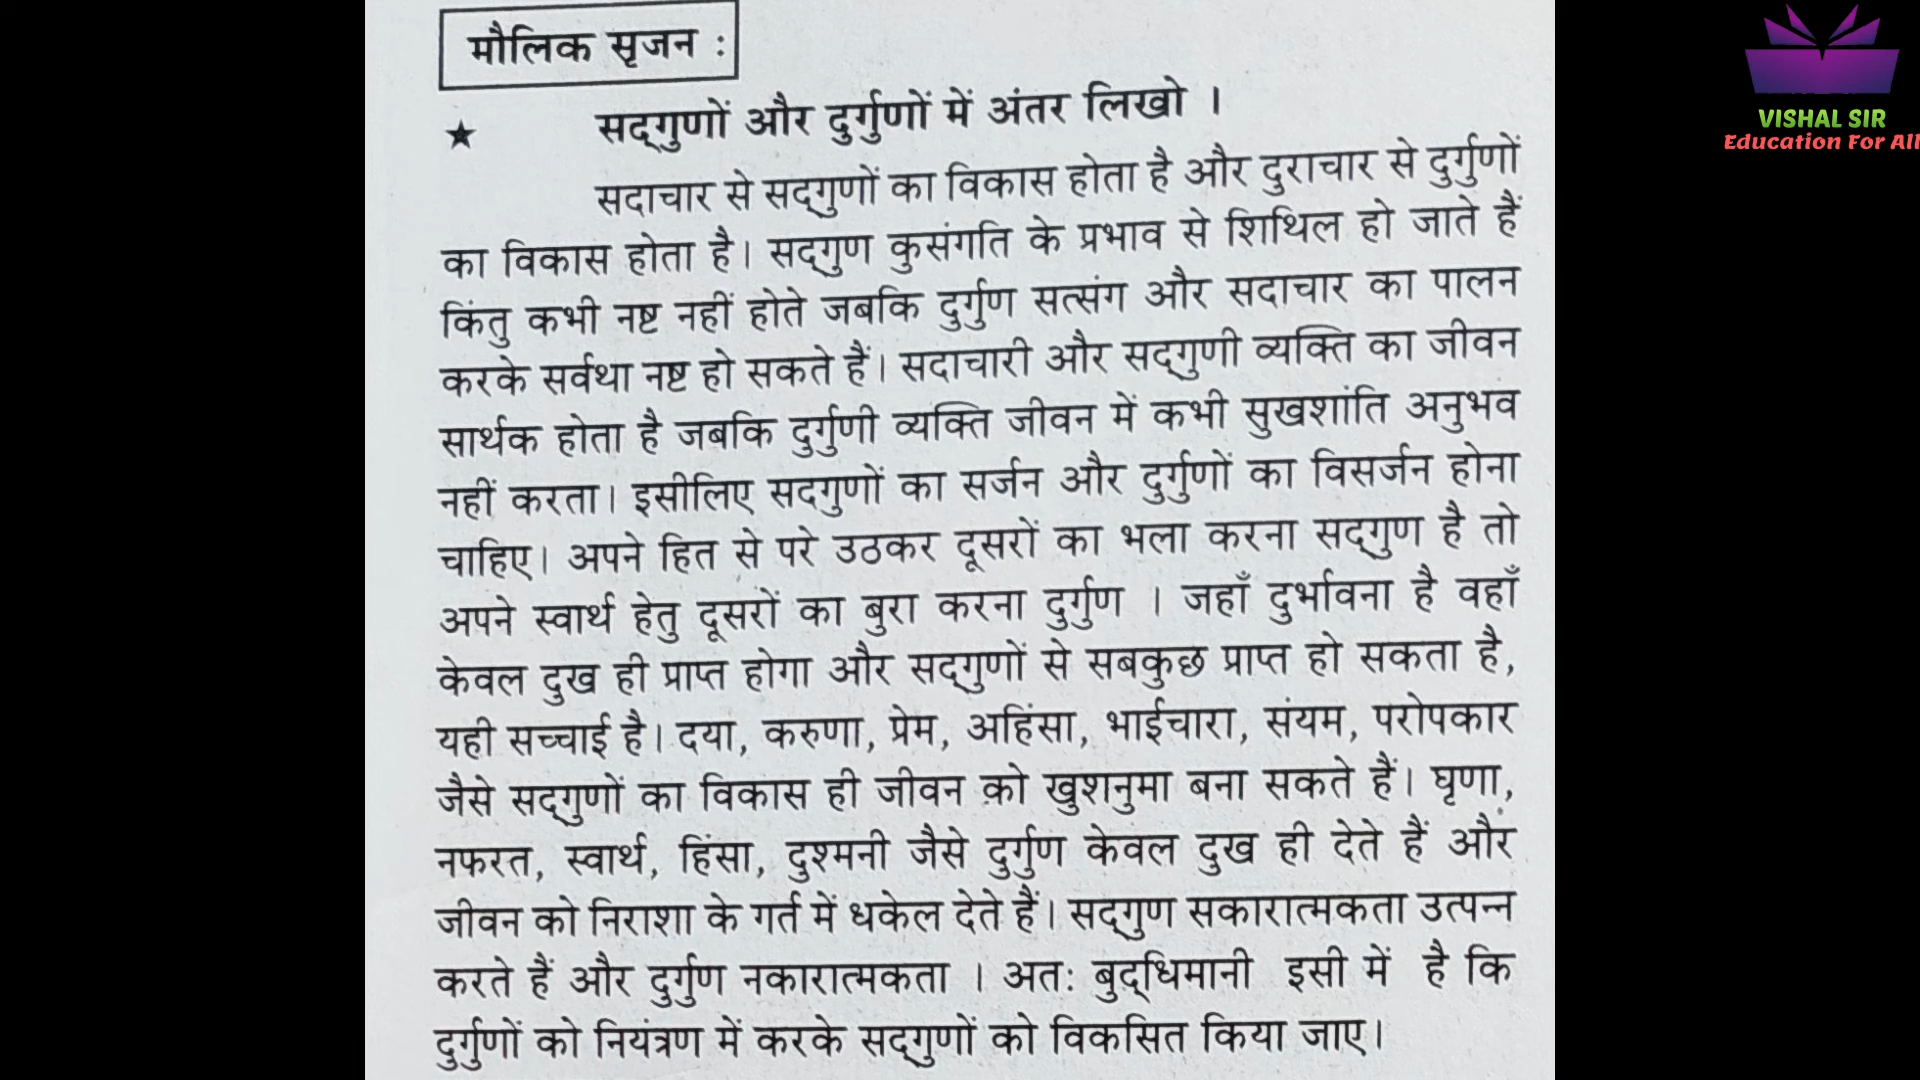 मौलिक सृजन :
★ सद्‌गुणों और दुर्गुणों में अंतर लिखो ।
सदाचार से सद्‌गुणों का विकास होता है और दुराचार से दुर्गुणों
का विकास होता है। सद्‌गुण कुसंगति के प्रभाव से शिथिल हो जाते हैं
किंतु कभी नष्ट नहीं होते जबकि दुर्गुण सत्संग और सदाचार का पालन
करके सर्वथा नष्ट हो सकते हैं। सदाचारी और सद्‌गुणी व्यक्ति का जीवन
सार्थक होता है जबकि दुर्गुणी व्यक्ति जीवन में कभी सुखशांति अनुभव
नहीं करता। इसीलिए सदगुणों का सर्जन और दुर्गुणों का विसर्जन होना
चाहिए। अपने हित से परे उठकर दूसरों का भला करना सद्‌गुण है तो
अपने स्वार्थ हेतु दूसरों का बुरा करना दुर्गुण । जहाँ दुर्भावना है वहाँ
केवल दुख ही प्राप्त होगा और सद्‌गुणों से सबकुछ प्राप्त हो सकता है,
यही सच्चाई है। दया, करुणा, प्रेम, अहिंसा, भाईचारा, संयम, परोपकार
जैसे सद्‌गुणों का विकास ही जीवन को खुशनुमा बना सकते हैं। घृणा,
नफरत, स्वार्थ, हिंसा, दुश्मनी जैसे दुर्गुण केवल दुख ही देते हैं और
जीवन को निराशा के गर्त में धकेल देते हैं। सद्‌गुण सकारात्मकता उत्पन्न
करते हैं और दुर्गुण नकारात्मकता । अतः बुद्‌धिमानी इसी में है कि
दुर्गुणों को नियंत्रण में करके सद्‌गुणों को विकसित किया जाए।
VISHAL SIR
Education For All